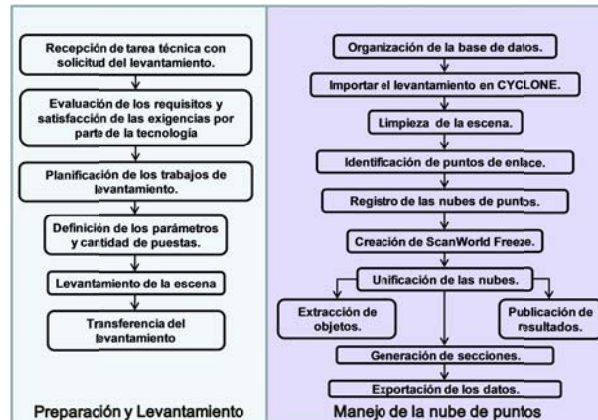 Recepción de tarea técnica con
solicitud del levantamiento.
Evaluación de los requisitos y
satisfacción de las exigencias por
parte de la tecnología
Planificación de los trabajos de
levantamiento.
Definición de los parámetros
y cantidad de puestas.
Levantamiento de la escena
Transferencia del
levantamiento
Preparación y Levantamiento
Organización de la base de datos.
Importar el levantamiento en CYCLONE.
Limpieza de la escena.
Identificación de puntos de enlace.
Registro de las nubes de puntos.
Creación de ScanWorld Freeze.
Unificación de las nubes.
Extracción de
objetos.
Publicación de
resultados.
Generación de secciones.
Exportación de los datos.
Manejo de la nube de puntos